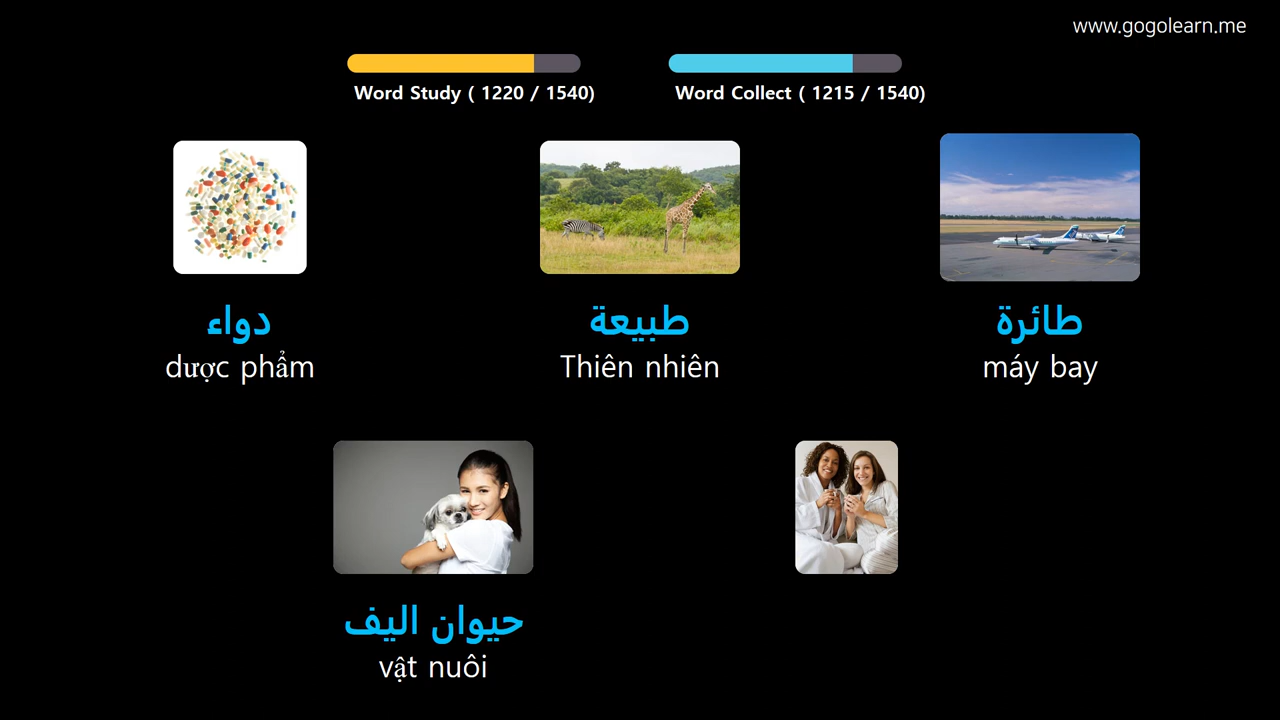 www.gogolearn.me
Word Study ( 1220 / 1540)
Word Collect ( 1215 / 1540)
دواء
dược phẩm
طبيعة
Thiên nhiên
طائرة
máy bay
حيوان اليف
vật nuôi